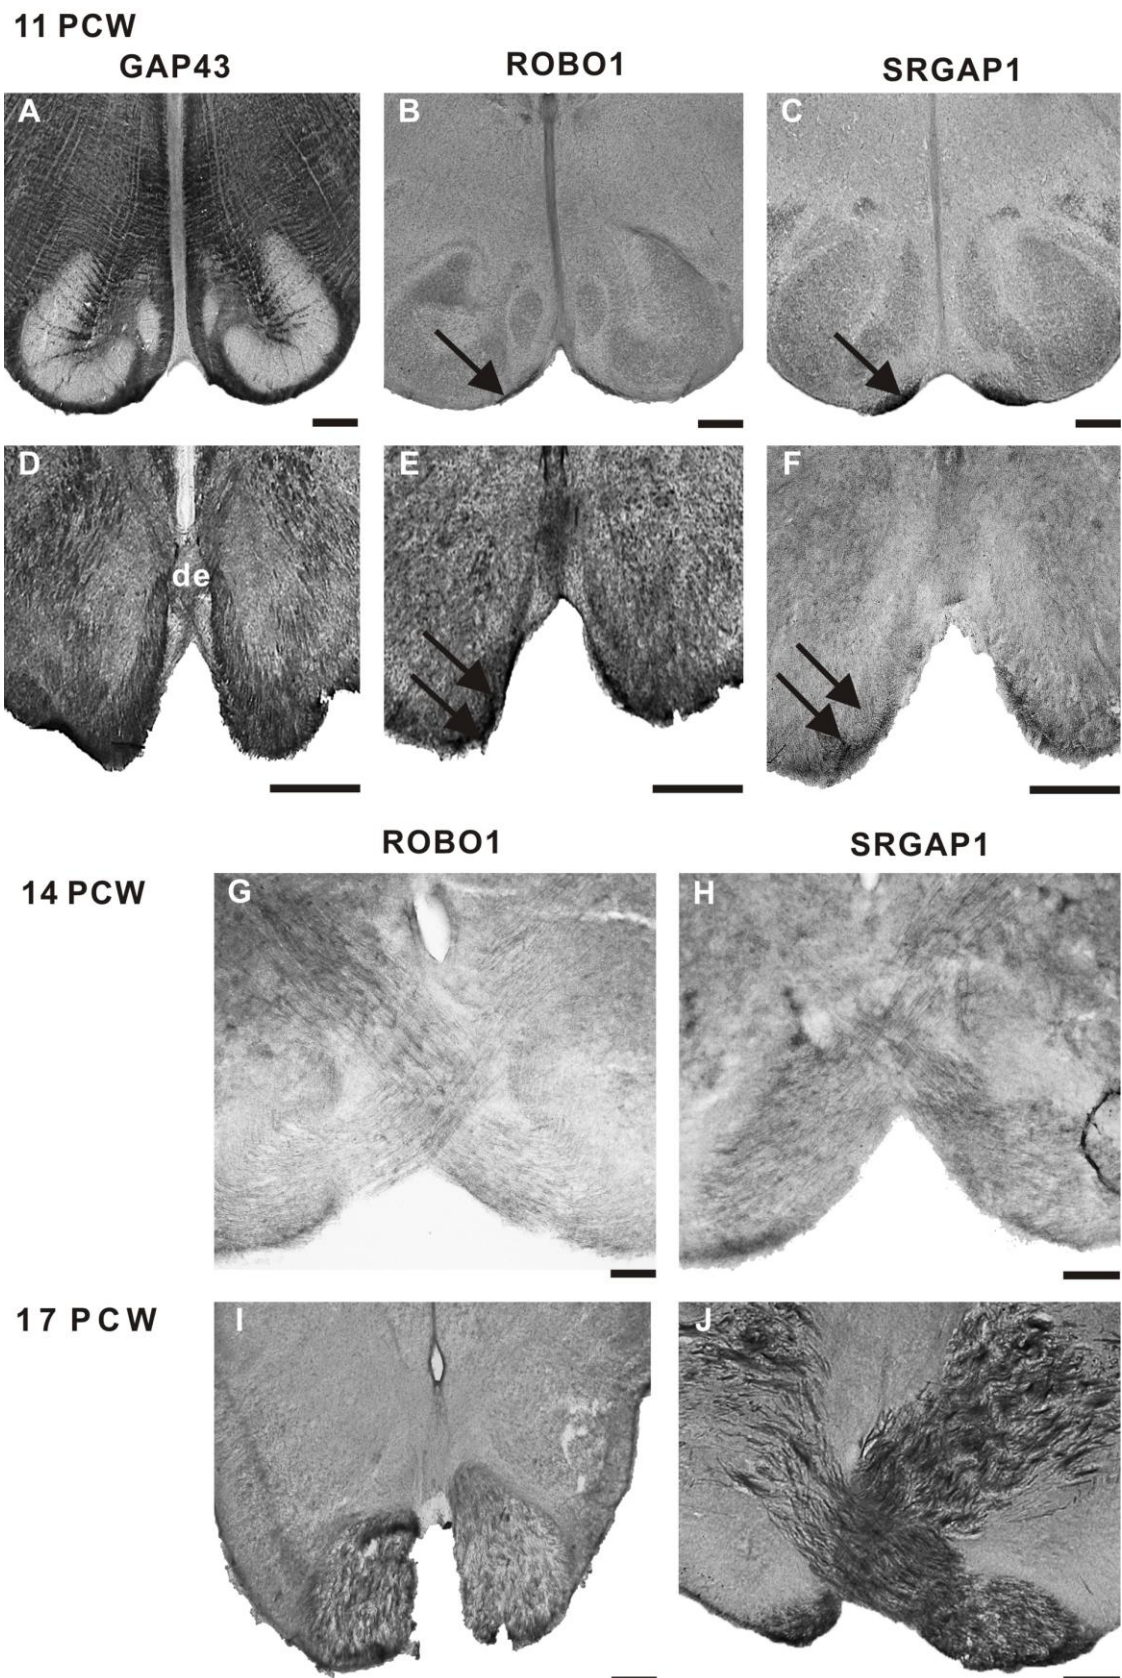 11 PCW
GAP43 ROBO1 SRGAP1
A B C
D E F
de
ROBO1 SRGAP1
14 PCW
G H
17 PCW
I J